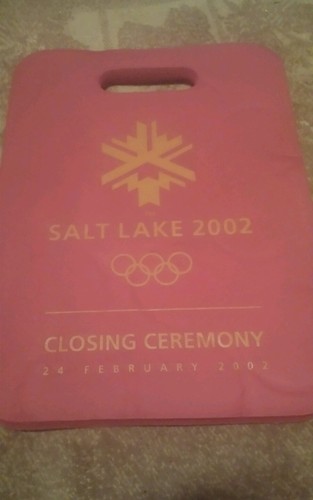 SALT LAKE 2002
CLOSING CEREMONY
24 FEBRUARY 2002